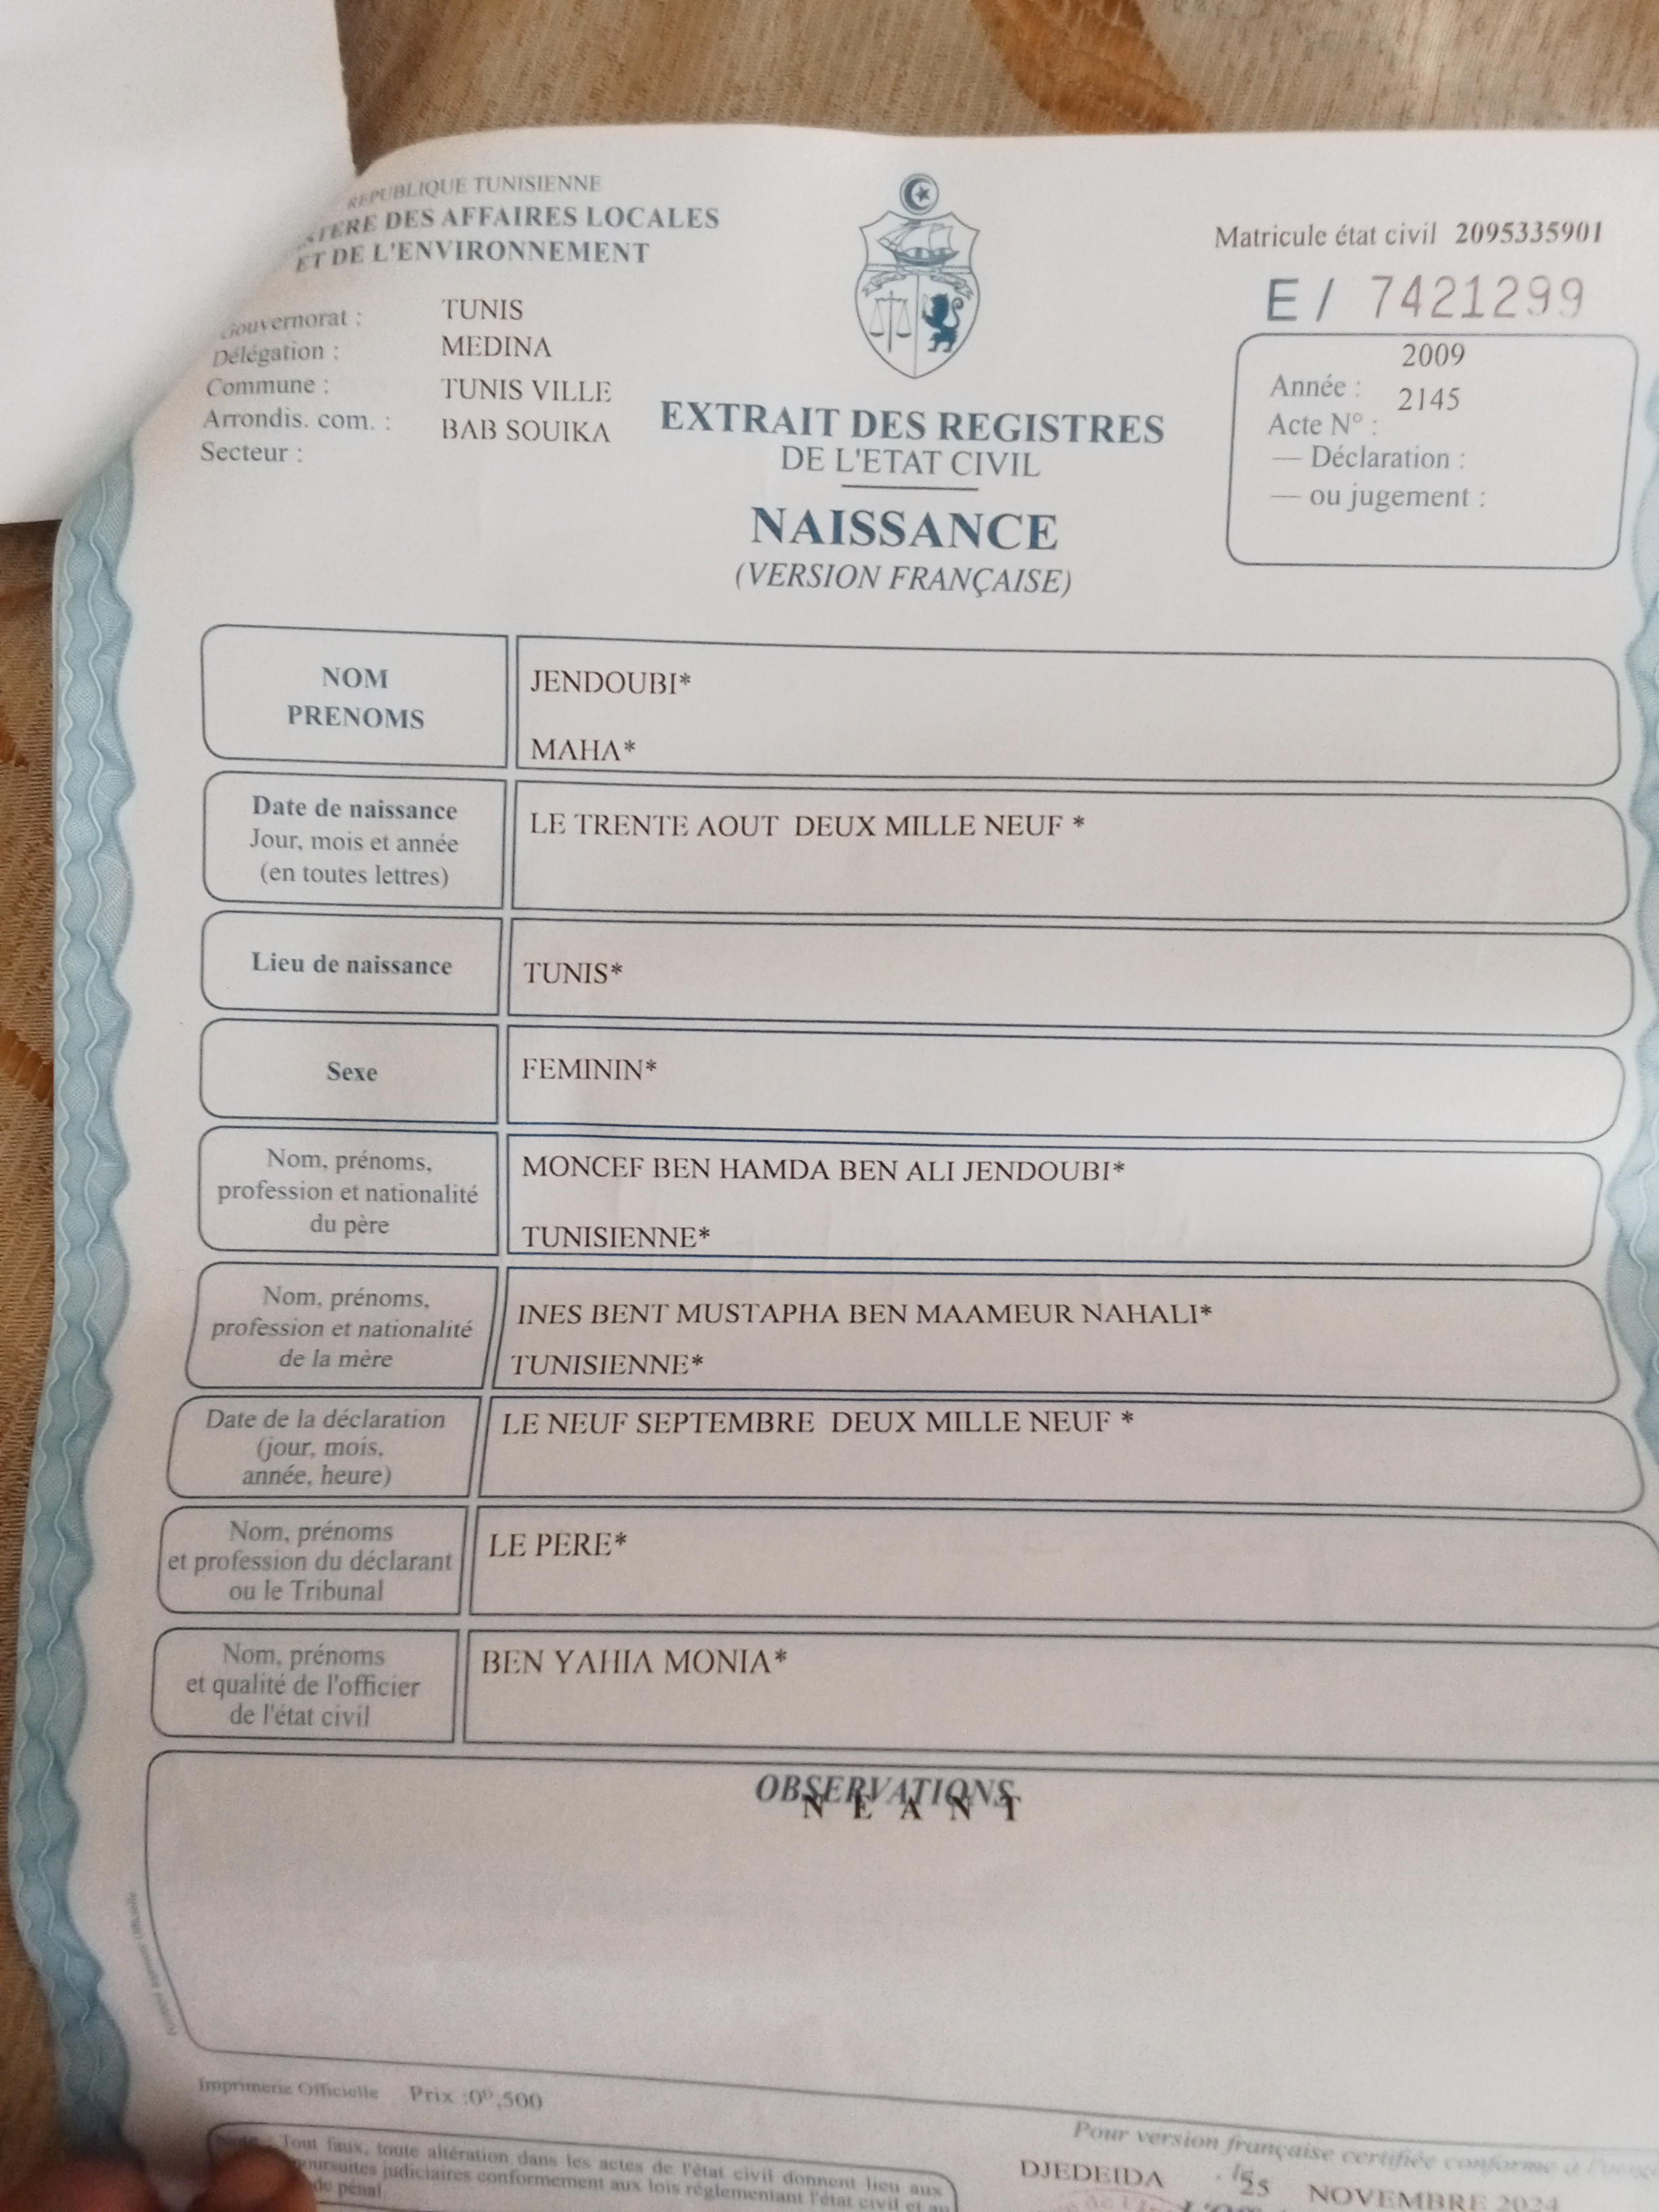 REPUBLIQUE TUNISIENNE
STERE DES AFFAIRES LOCALES
ET DE L'ENVIRONNEMENT
Gouvernorat : TUNIS
Délégation : MEDINA
Commune : TUNIS VILLE
Arrondis. com. : BAB SOUIKA
Secteur :
Matricule état civil 2095335901
E / 7421299
Année : 2009
Acte N° : 2145
— Déclaration :
— ou jugement :
EXTRAIT DES REGISTRES
DE L'ETAT CIVIL
NAISSANCE
(VERSION FRANÇAISE)
NOM
PRENOMS
JENDOUBI*
MAHA*
Date de naissance
Jour, mois et année
(en toutes lettres)
LE TRENTE AOUT DEUX MILLE NEUF *
Lieu de naissance
TUNIS*
Sexe
FEMININ*
Nom, prénoms,
profession et nationalité
du père
MONCEF BEN HAMDA BEN ALI JENDOUBI*
TUNISIENNE*
Nom, prénoms,
profession et nationalité
de la mère
INES BENT MUSTAPHA BEN MAAMEUR NAHALI*
TUNISIENNE*
Date de la déclaration
(jour, mois,
année, heure)
LE NEUF SEPTEMBRE DEUX MILLE NEUF *
Nom, prénoms
et profession du déclarant
ou le Tribunal
LE PERE*
Nom, prénoms
et qualité de l'officier
de l'état civil
BEN YAHIA MONIA*
OBSERVATIONS
N E A N T
Imprimerie Officielle Prix :0ᴰ,500
Tout faux, toute altération dans les actes de l'état civil donnent lieu aux
poursuites judiciaires conformement aux lois réglementant l'état civil et au
de pénal.
Pour version française certifiée conforme à
DJEDEIDA
25 NOVEMBRE 2024